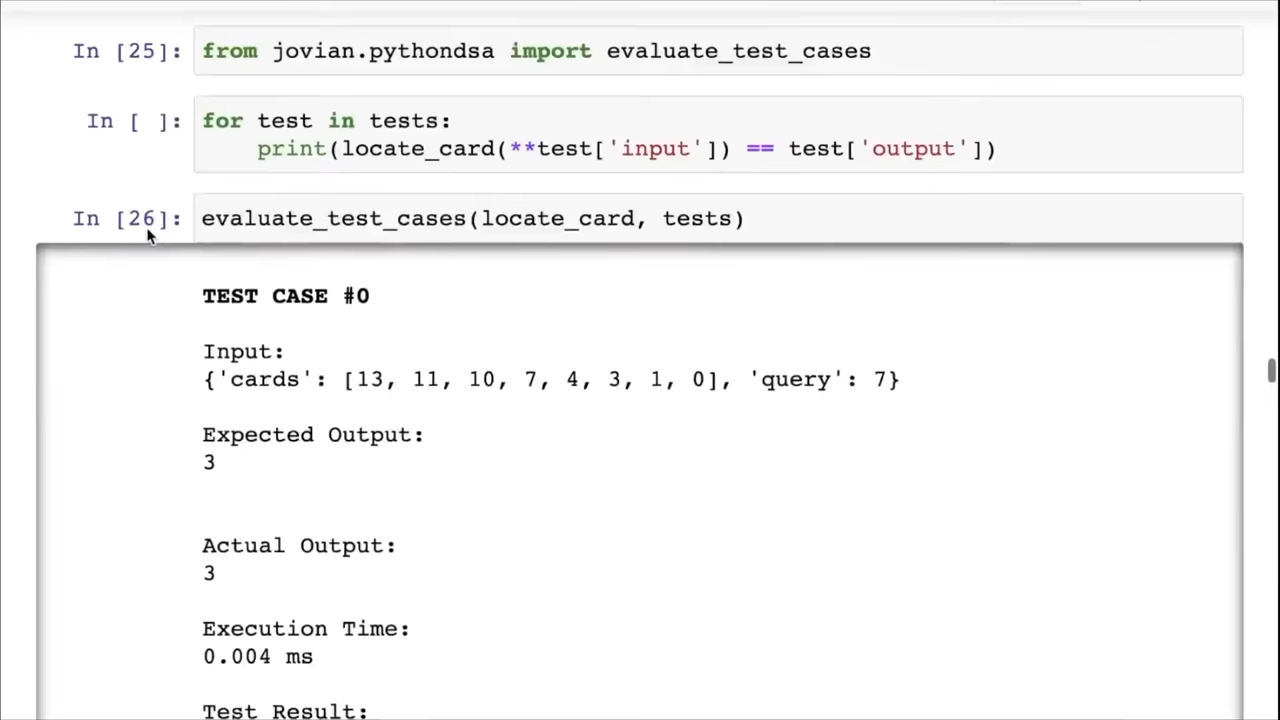 In [25]: from jovian.pythondsa import evaluate_test_cases
In [ ]: for test in tests:
    print(locate_card(**test['input']) == test['output'])
In [26]: evaluate_test_cases(locate_card, tests)
TEST CASE #0
Input:
{'cards': [13, 11, 10, 7, 4, 3, 1, 0], 'query': 7}
Expected Output:
3
Actual Output:
3
Execution Time:
0.004 ms
Test Result: